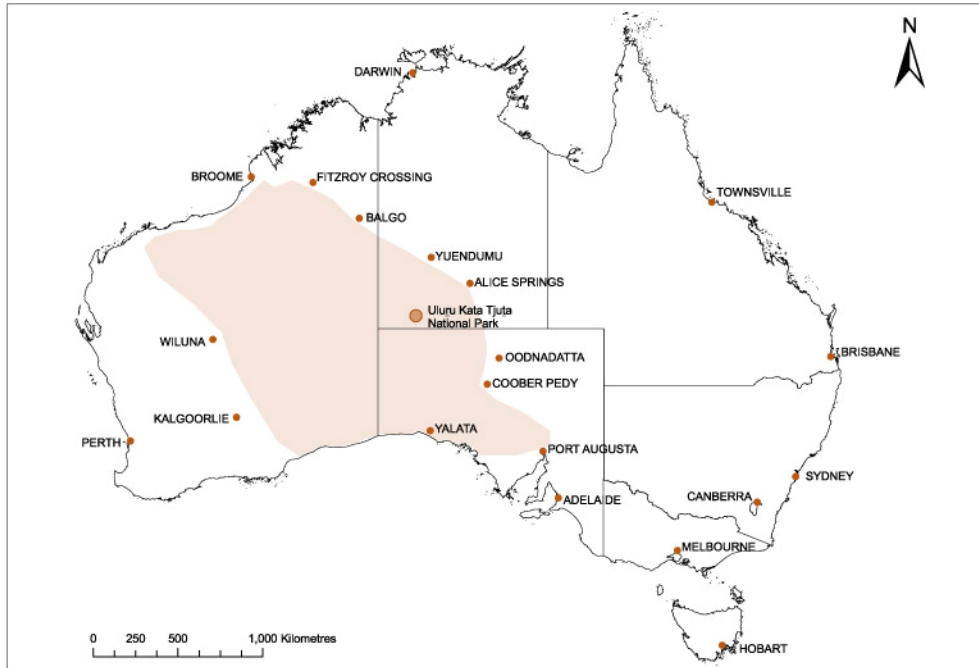 N
DARWIN
BROOME
FITZROY CROSSING
TOWNSVILLE
BALGO
YUENDUMU
ALICE SPRINGS
Uluru Kata Tjuta
National Park
WILUNA
OODNADATTA
BRISBANE
COOBER PEDY
KALGOORLIE
YALATA
PERTH
PORT AUGUSTA
SYDNEY
CANBERRA
ADELAIDE
MELBOURNE
0 250 500 1,000 Kilometres
HOBART